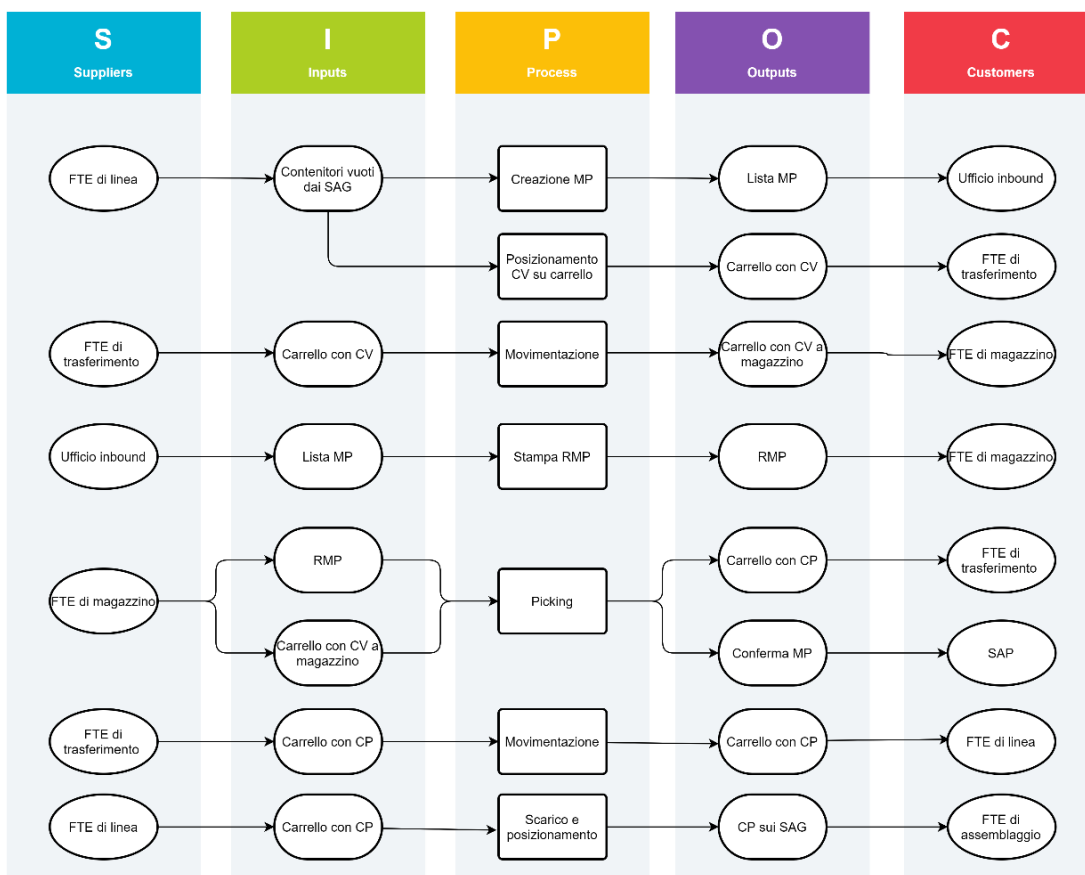 S
Suppliers
I
Inputs
P
Process
O
Outputs
C
Customers
FTE di linea
Contenitori vuoti
dai SAG
Creazione MP
Lista MP
Ufficio inbound
Posizionamento
CV su carrello
Carrello con CV
FTE di
trasferimento
FTE di
trasferimento
Carrello con CV
Movimentazione
Carrello con CV a
magazzino
FTE di magazzino
Ufficio inbound
Lista MP
Stampa RMP
RMP
FTE di magazzino
FTE di magazzino
RMP
Carrello con CV a
magazzino
Picking
Carrello con CP
FTE di
trasferimento
Conferma MP
SAP
FTE di
trasferimento
Carrello con CP
Movimentazione
Carrello con CP
FTE di linea
FTE di linea
Carrello con CP
Scarico e
posizionamento
CP sui SAG
FTE di
assemblaggio